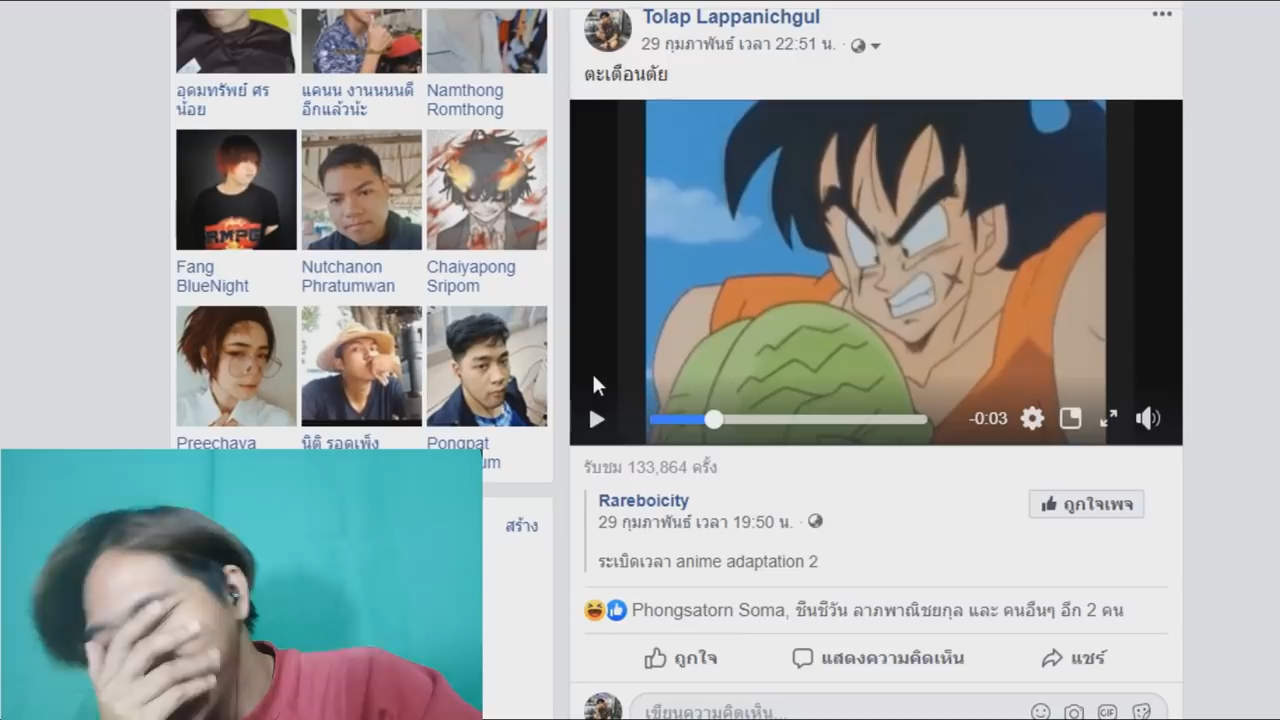 อุดมทรัพย์ ศร
น้อย
แคนน งานนนนดี
อีกแล้วน้ะ
Namthong
Romthong
RMPG
Fang
BlueNight
Nutchanon
Phratumwan
Chaiyapong
Sripom
Preechaya
นิติ รอดเพ็ง
Pongpat
um
สร้าง
Tolap Lappanichgul
29 กุมภาพันธ์ เวลา 22:51 น.
ตะเตือนตัย
-0:03
รับชม 133,864 ครั้ง
Rareboicity
29 กุมภาพันธ์ เวลา 19:50 น.
ถูกใจเพจ
ระเบิดเวลา anime adaptation 2
Phongsatorn Soma, ชีนชีวัน ลาภพาณิชยกุล และ คนอื่นๆ อีก 2 คน
ถูกใจ
แสดงความคิดเห็น
แชร์
เขียนความคิดเห็น...
GIF